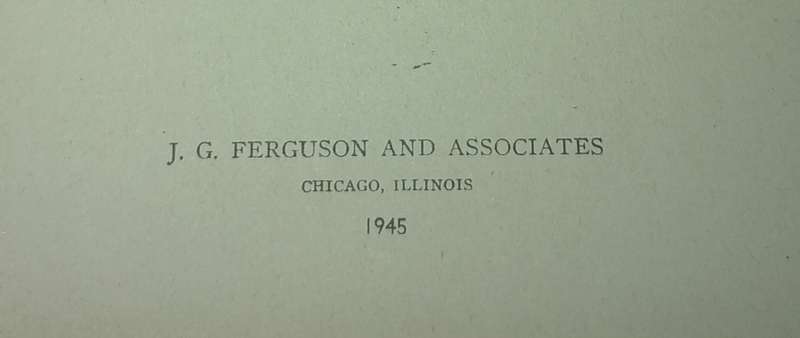 J. G. FERGUSON AND ASSOCIATES
CHICAGO, ILLINOIS
1945